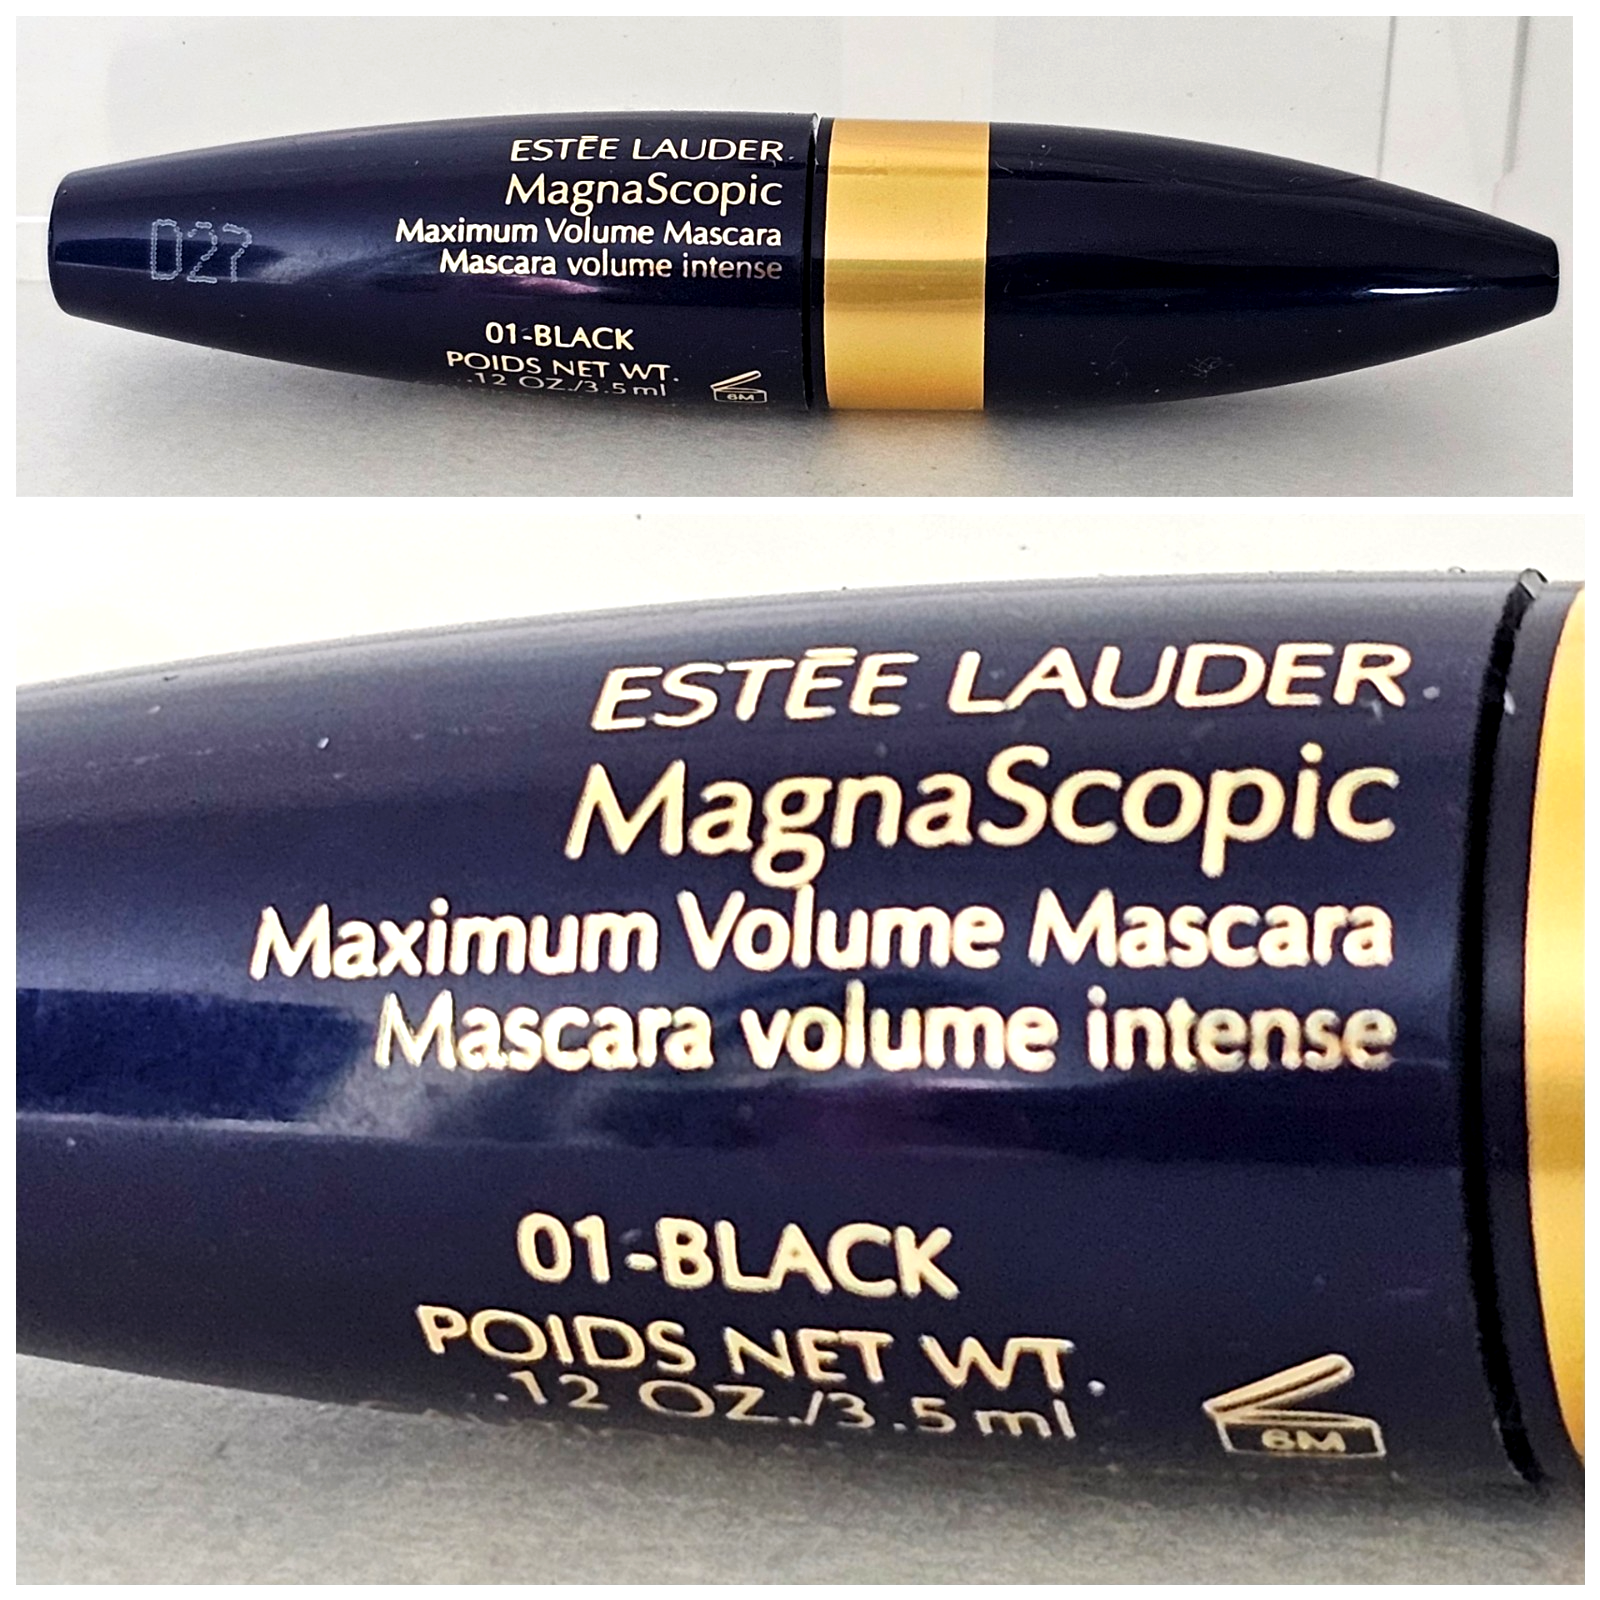 ESTĒE LAUDER.
MagnaScopic
Maximum Volume Mascara
Mascara volume intense
D27
01-BLACK
POIDS NET WT.
.12 OZ./3.5 ml
6M
ESTĒE LAUDER.
MagnaScopic
Maximum Volume Mascara
Mascara volume intense
01-BLACK
POIDS NET WT.
.12 OZ./3.5 ml
6M